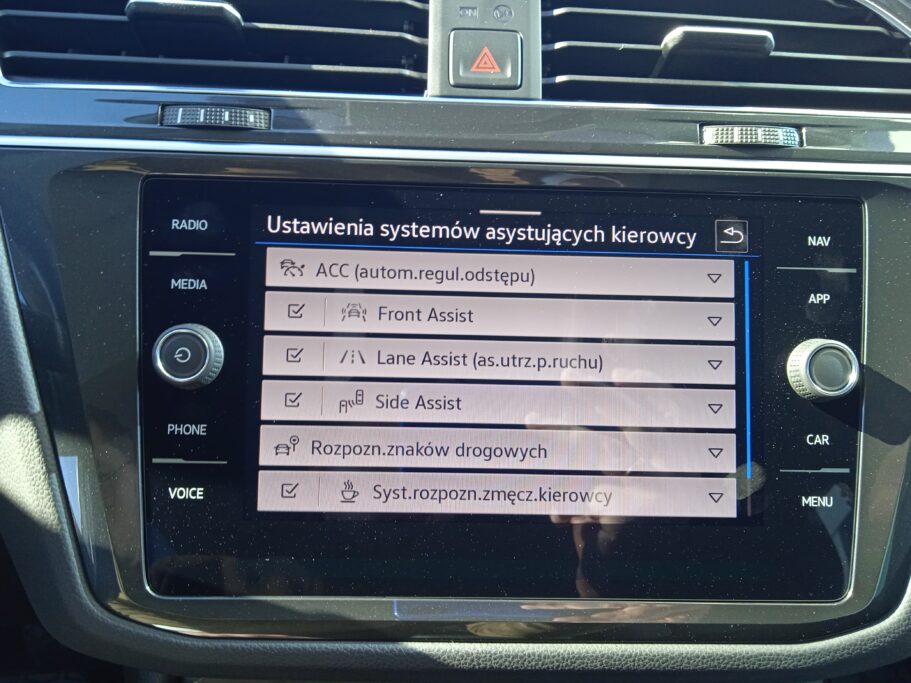 RADIO
MEDIA
PHONE
VOICE
Ustawienia systemów asystujących kierowcy
ACC (autom.regul.odstępu)
Front Assist
Lane Assist (as.utrz.p.ruchu)
Side Assist
Rozpozn.znaków drogowych
Syst.rozpozn.zmęcz.kierowcy
NAV
APP
CAR
MENU